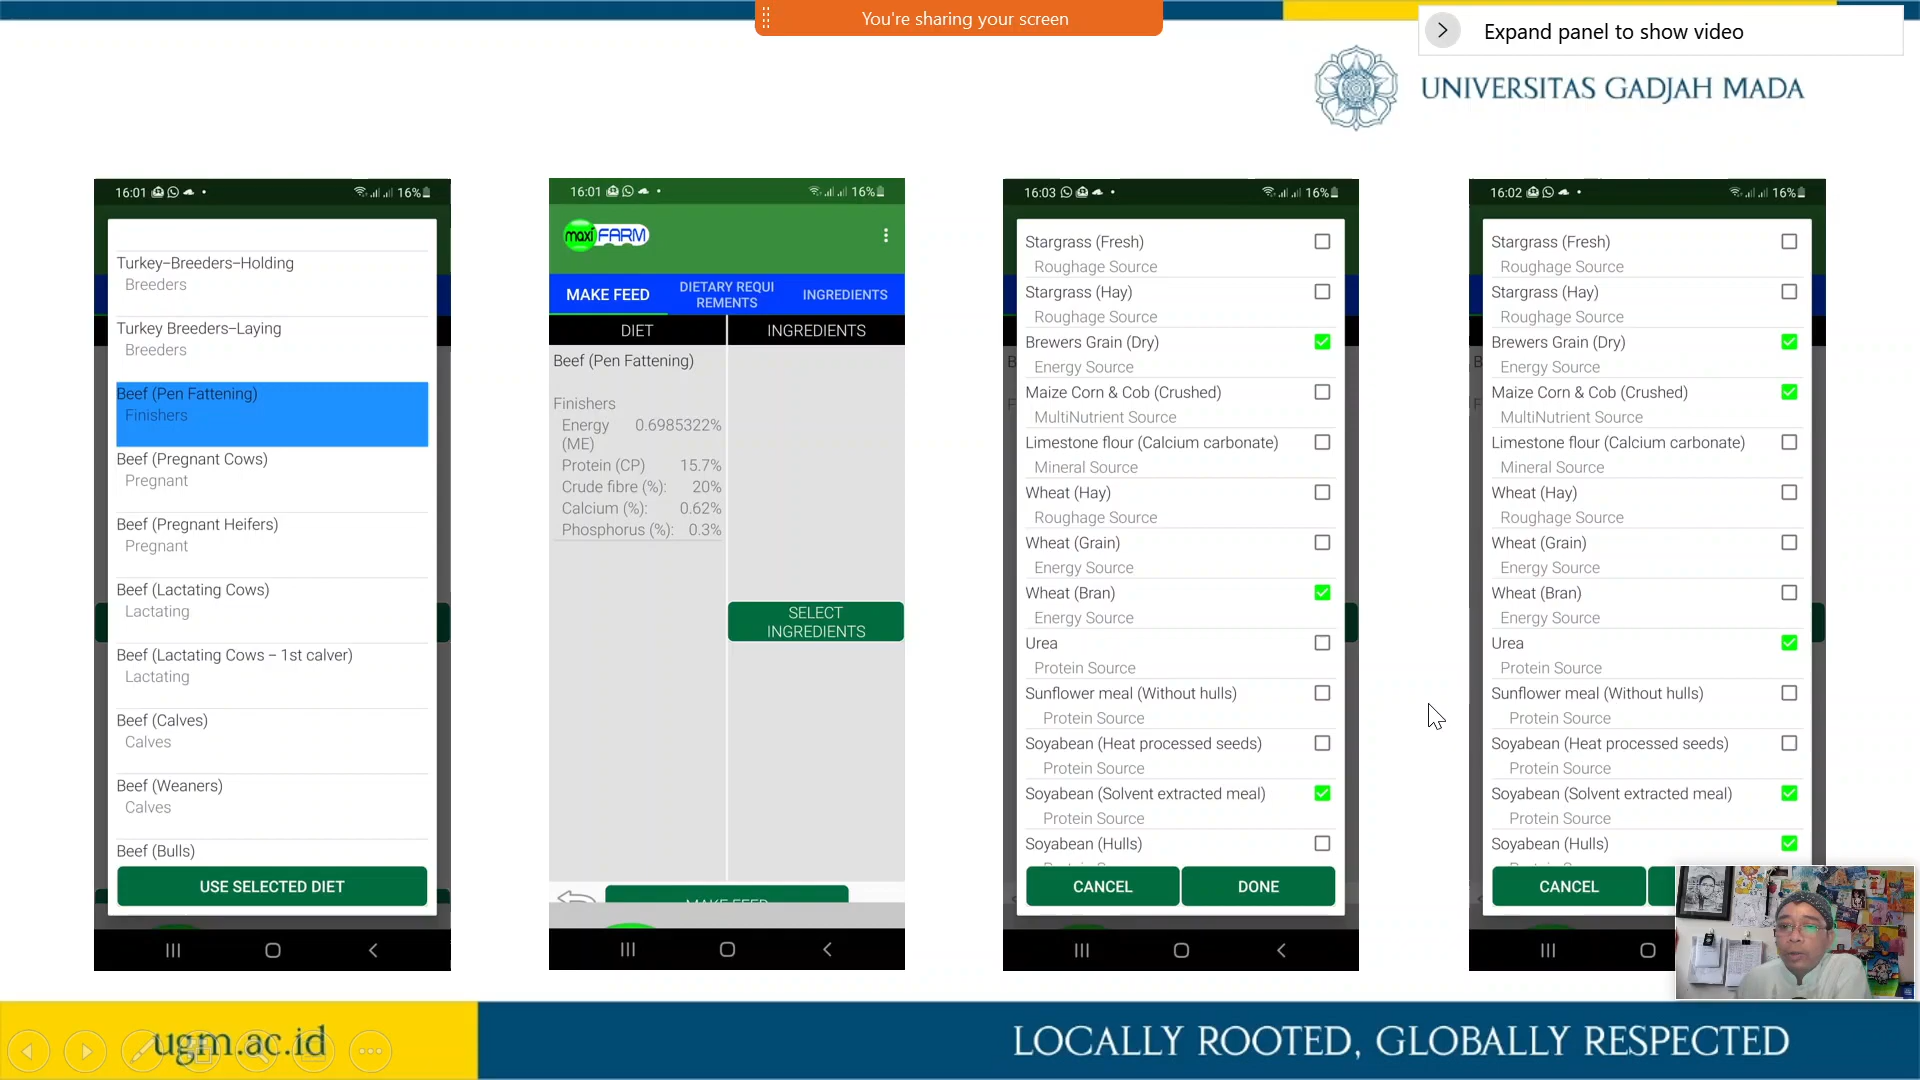 You're sharing your screen
Expand panel to show video
UNIVERSITAS GADJAH MADA
16:01
16%
Turkey-Breeders-Holding
Breeders
Turkey Breeders-Laying
Breeders
Beef (Pen Fattening)
Finishers
Beef (Pregnant Cows)
Pregnant
Beef (Pregnant Heifers)
Pregnant
Beef (Lactating Cows)
Lactating
Beef (Lactating Cows - 1st calver)
Lactating
Beef (Calves)
Calves
Beef (Weaners)
Calves
Beef (Bulls)
USE SELECTED DIET
16:01
16%
maxi FARM
MAKE FEED
DIETARY REQUI
REMENTS
INGREDIENTS
DIET
INGREDIENTS
Beef (Pen Fattening)
Finishers
Energy 0.6985322%
(ME)
Protein (CP) 15.7%
Crude fibre (%): 20%
Calcium (%): 0.62%
Phosphorus (%): 0.3%
SELECT
INGREDIENTS
MAKE FEED
16:03
16%
Stargrass (Fresh)
Roughage Source
Stargrass (Hay)
Roughage Source
Brewers Grain (Dry)
Energy Source
Maize Corn & Cob (Crushed)
MultiNutrient Source
Limestone flour (Calcium carbonate)
Mineral Source
Wheat (Hay)
Roughage Source
Wheat (Grain)
Energy Source
Wheat (Bran)
Energy Source
Urea
Protein Source
Sunflower meal (Without hulls)
Protein Source
Soyabean (Heat processed seeds)
Protein Source
Soyabean (Solvent extracted meal)
Protein Source
Soyabean (Hulls)
CANCEL
DONE
16:02
16%
Stargrass (Fresh)
Roughage Source
Stargrass (Hay)
Roughage Source
Brewers Grain (Dry)
Energy Source
Maize Corn & Cob (Crushed)
MultiNutrient Source
Limestone flour (Calcium carbonate)
Mineral Source
Wheat (Hay)
Roughage Source
Wheat (Grain)
Energy Source
Wheat (Bran)
Energy Source
Urea
Protein Source
Sunflower meal (Without hulls)
Protein Source
Soyabean (Heat processed seeds)
Protein Source
Soyabean (Solvent extracted meal)
Protein Source
Soyabean (Hulls)
CANCEL
ugm.ac.id
LOCALLY ROOTED, GLOBALLY RESPECTED